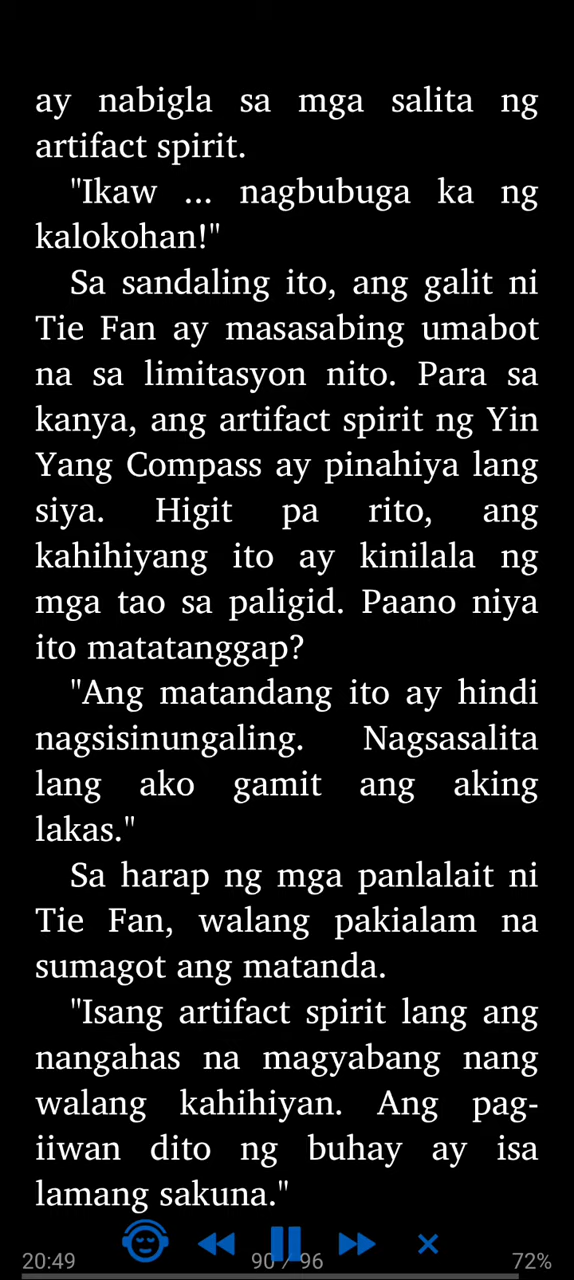 ay nabigla sa mga salita ng
artifact spirit.
"Ikaw ... nagbubuga ka ng
kalokohan!"
Sa sandaling ito, ang galit ni
Tie Fan ay masasabing umabot
na sa limitasyon nito. Para sa
kanya, ang artifact spirit ng Yin
Yang Compass ay pinahiya lang
siya. Higit pa rito, ang
kahihiyang ito ay kinilala ng
mga tao sa paligid. Paano niya
ito matatanggap?
"Ang matandang ito ay hindi
nagsisinungaling. Nagsasalita
lang ako gamit ang aking
lakas."
Sa harap ng mga panlalait ni
Tie Fan, walang pakialam na
sumagot ang matanda.
"Isang artifact spirit lang ang
nangahas na magyabang nang
walang kahihiyan. Ang pag-
iiwan dito ng buhay ay isa
lamang sakuna."
20:49 90 / 96 72%